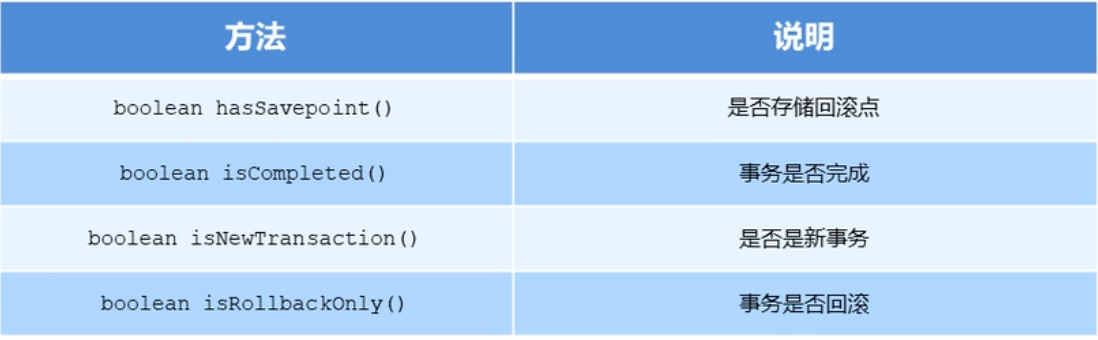 方法 说明
boolean hasSavepoint() 是否存储回滚点
boolean isCompleted() 事务是否完成
boolean isNewTransaction() 是否是新事务
boolean isRollbackOnly() 事务是否回滚